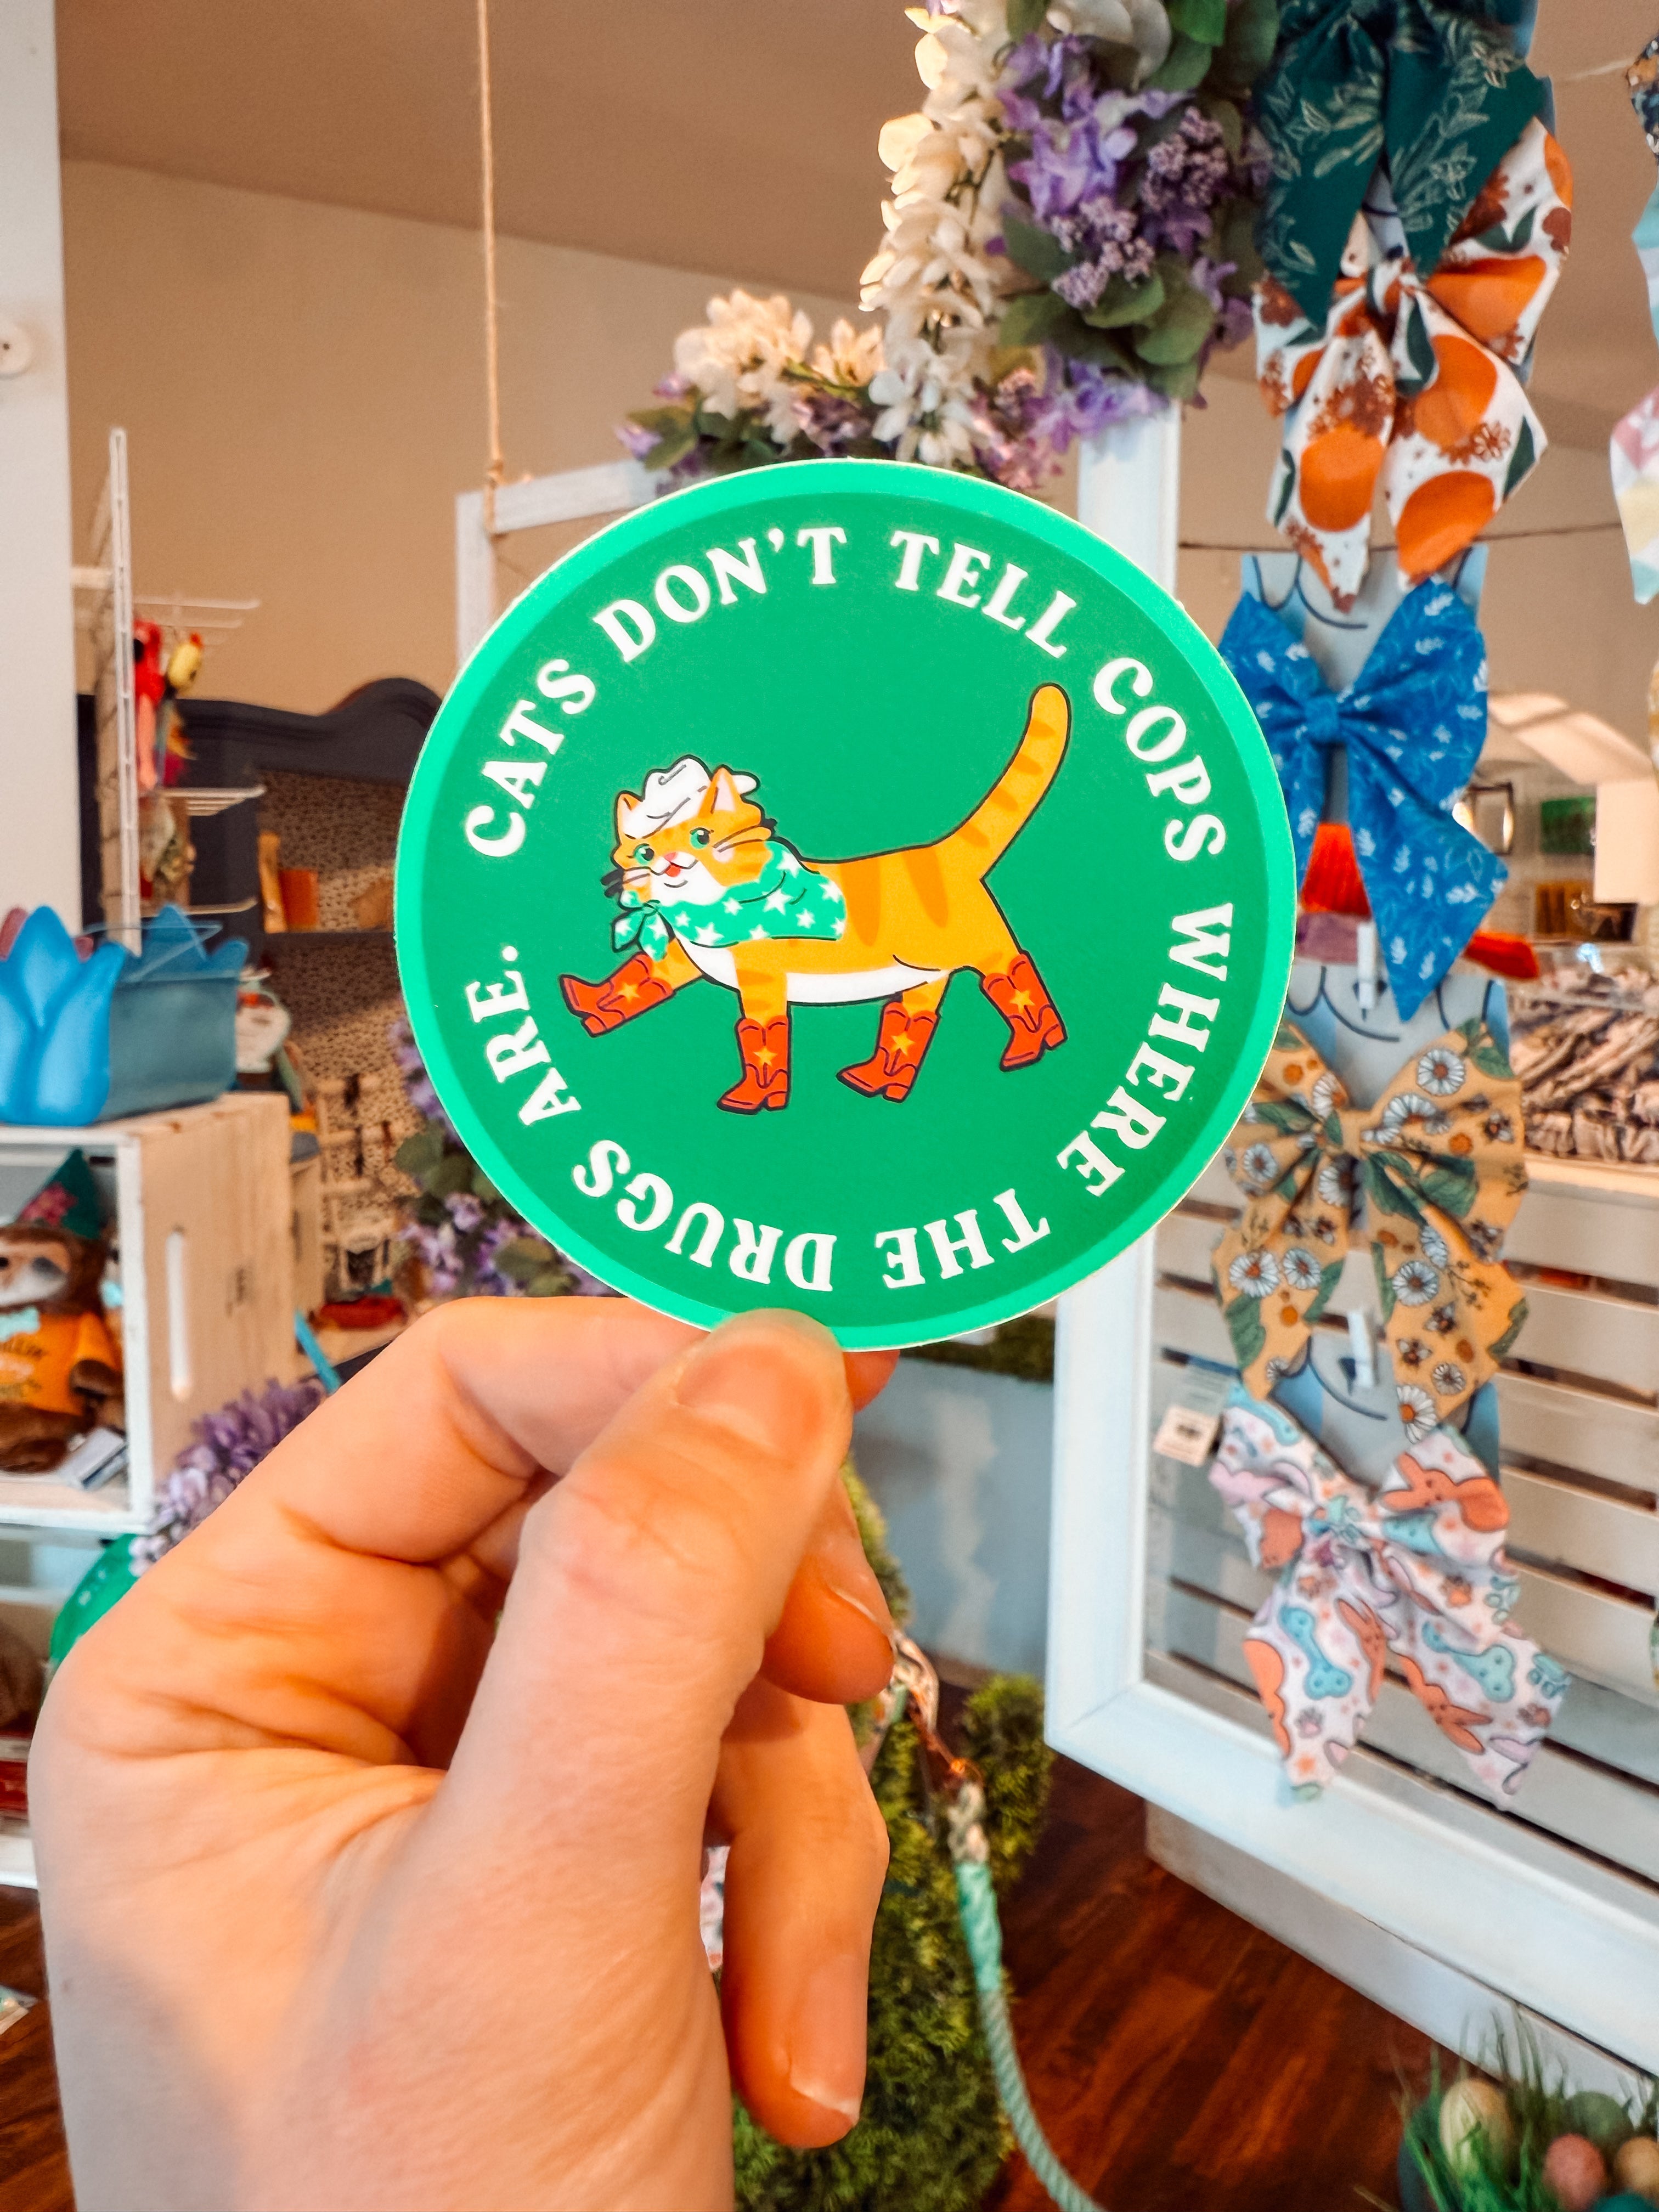 CATS DON'T TELL COPS WHERE THE DRUGS ARE.